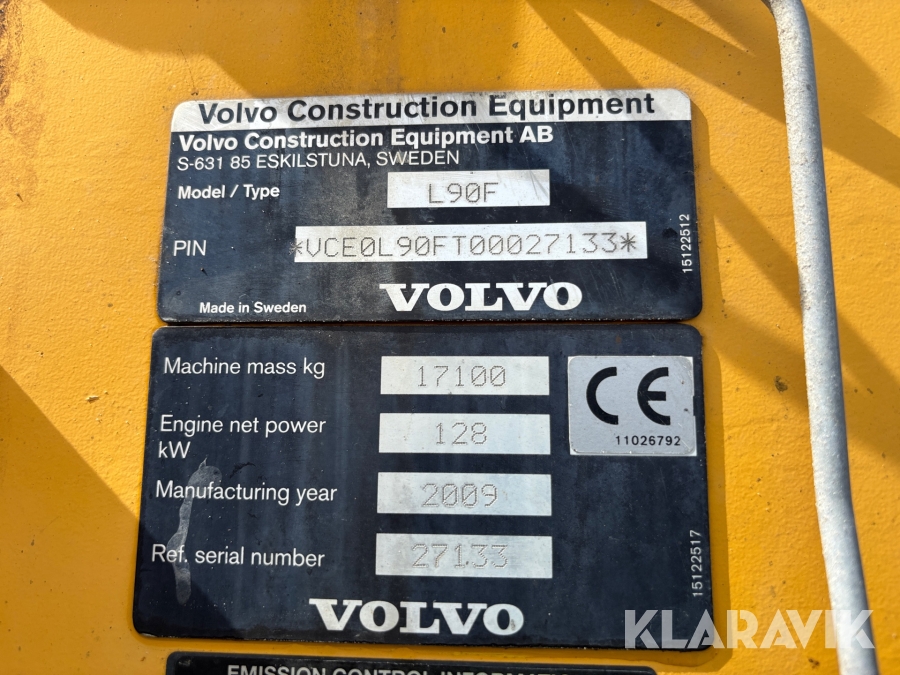 Volvo Construction Equipment
Volvo Construction Equipment AB
S-631 85 ESKILSTUNA, SWEDEN
Model / Type L90F
PIN *VCE0L90FT00027133*
15122512
Made in Sweden VOLVO
Machine mass kg 17100
CE
11026792
Engine net power kW 128
Manufacturing year 2009
Ref. serial number 27133
15122517
VOLVO
KLARAVIK
EMISSION CONTROL